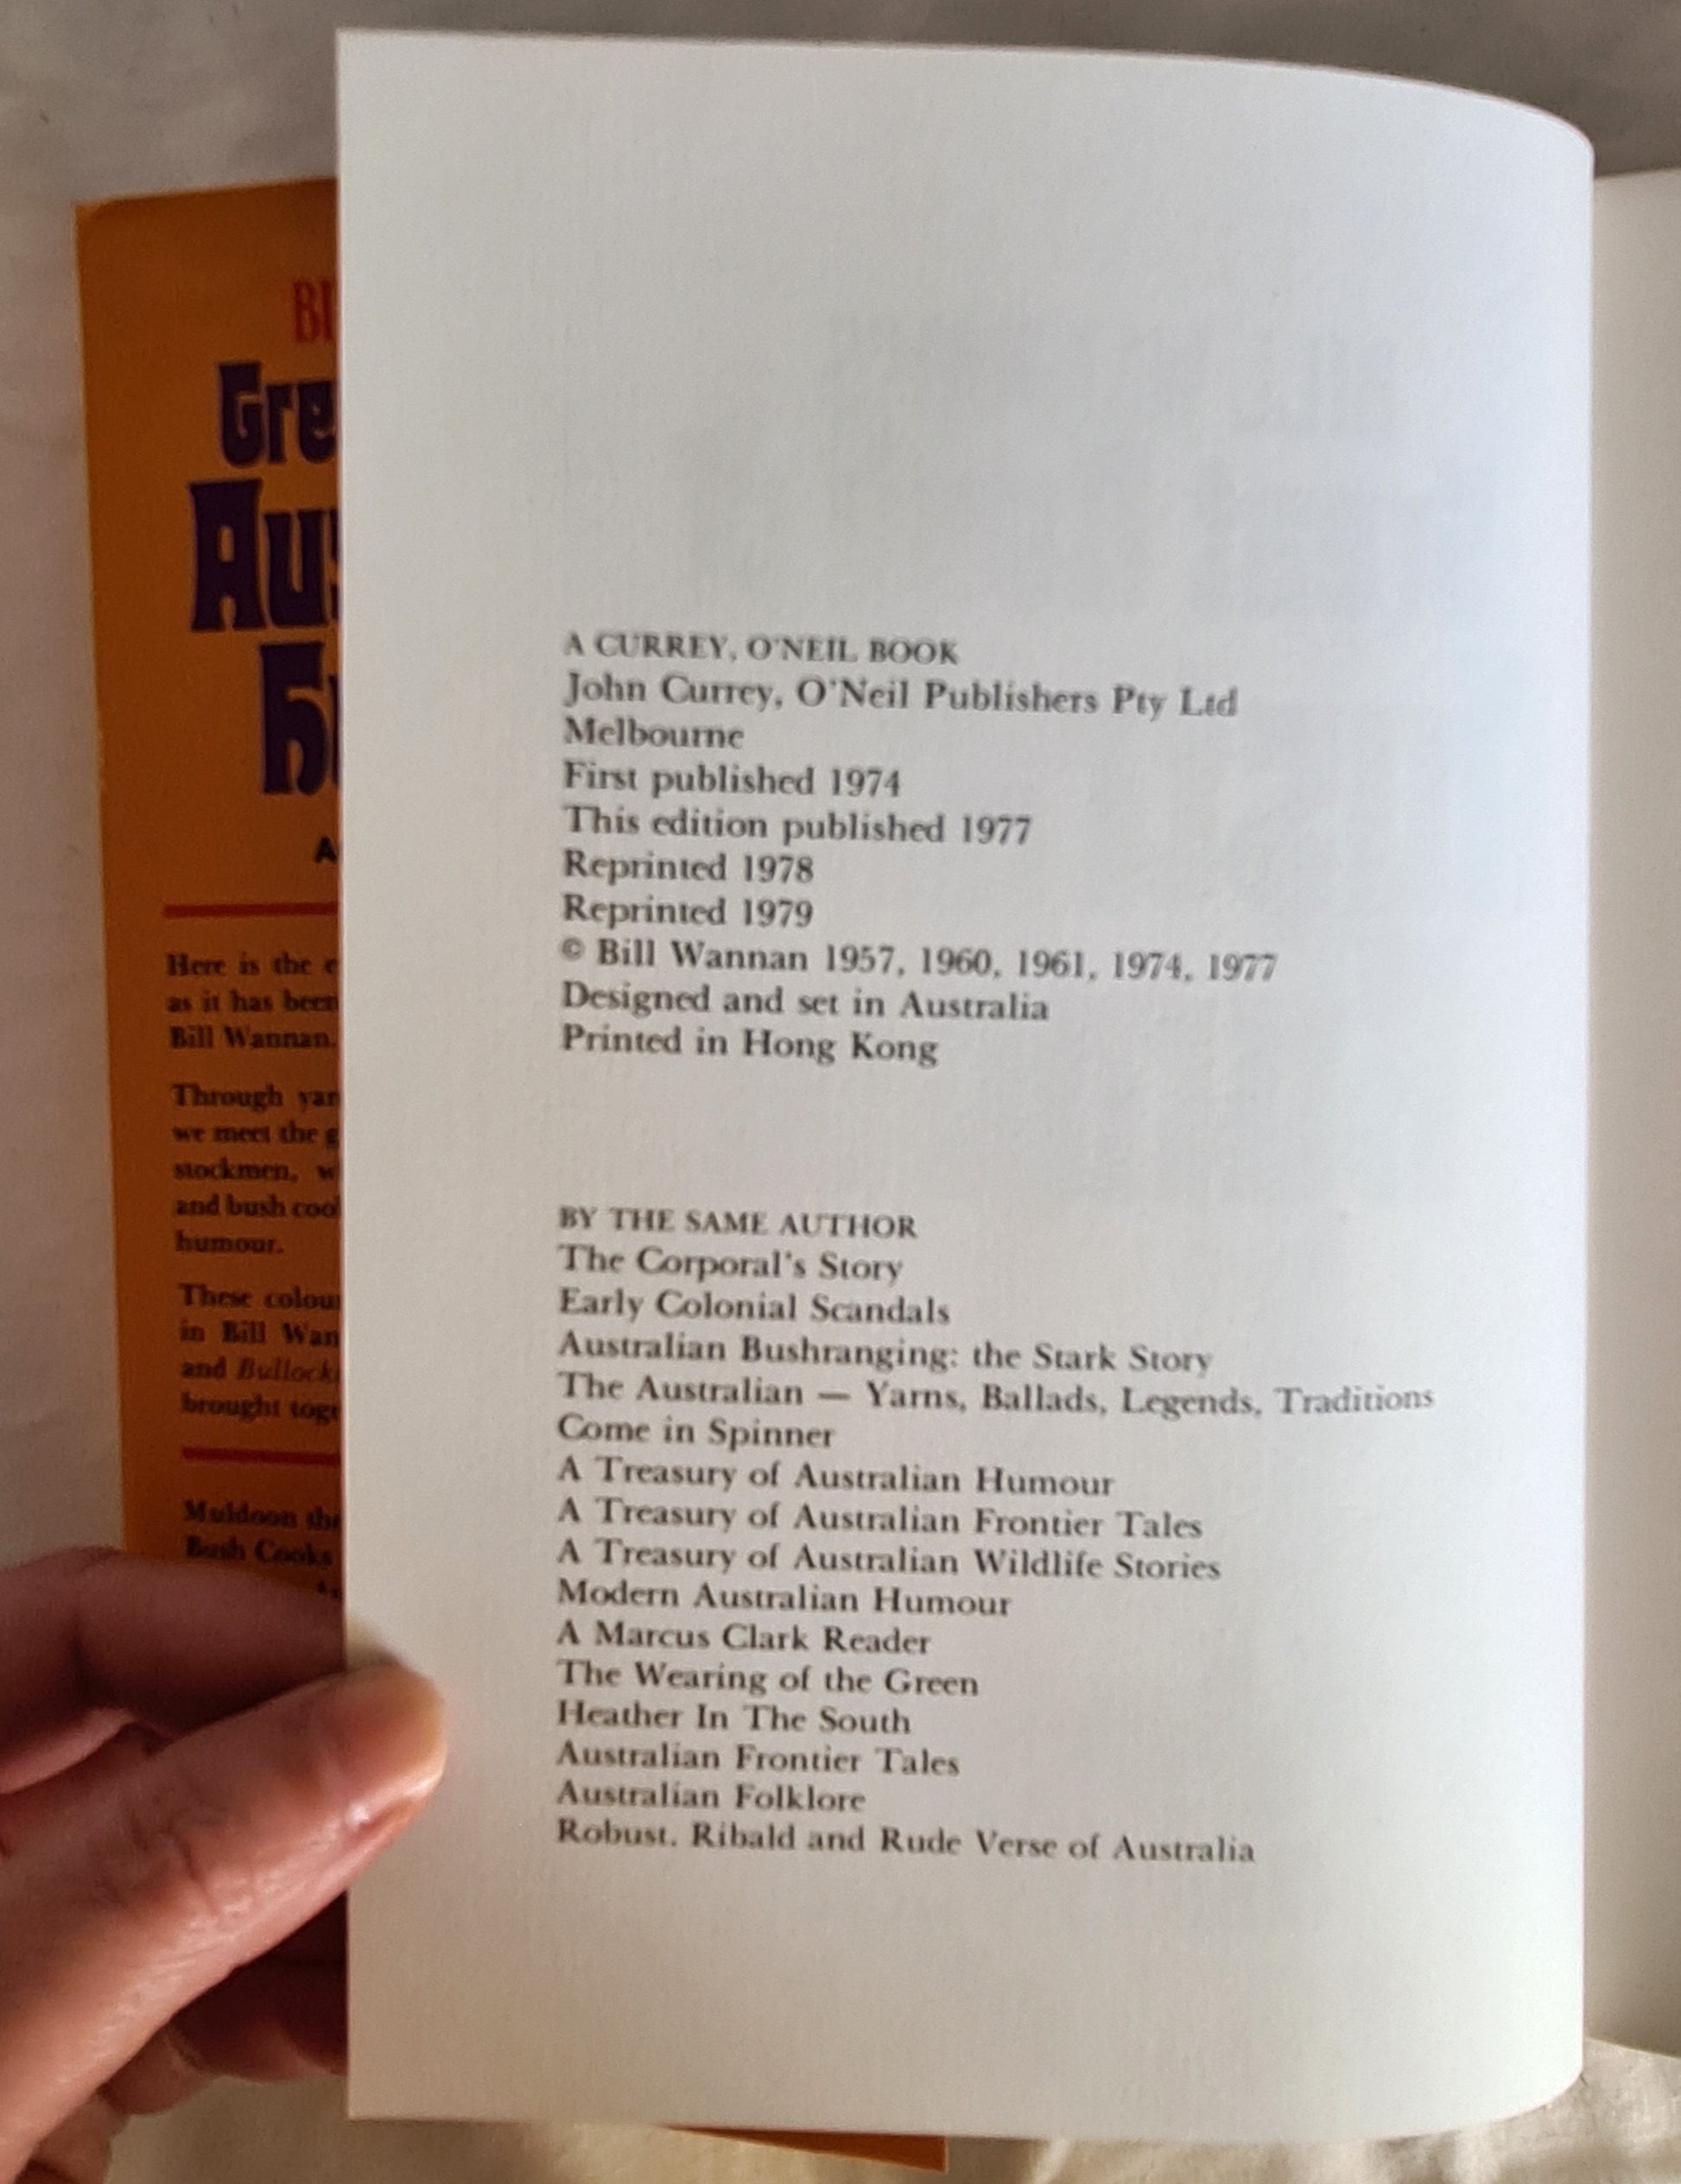 Gre
Aus
Here is the
as it has been
Bill Wannan.
Through
we meet the
stockmen,
and bush
humour.
These
in Bill
and
brought
Muldoon the
Bush Cooks
A CURREY, O'NEIL BOOK
John Currey, O'Neil Publishers Pty Ltd
Melbourne
First published 1974
This edition published 1977
Reprinted 1978
Reprinted 1979
© Bill Wannan 1957, 1960, 1961, 1974, 1977
Designed and set in Australia
Printed in Hong Kong
BY THE SAME AUTHOR
The Corporal's Story
Early Colonial Scandals
Australian Bushranging: the Stark Story
The Australian — Yarns, Ballads, Legends, Traditions
Come in Spinner
A Treasury of Australian Humour
A Treasury of Australian Frontier Tales
A Treasury of Australian Wildlife Stories
Modern Australian Humour
A Marcus Clark Reader
The Wearing of the Green
Heather In The South
Australian Frontier Tales
Australian Folklore
Robust, Ribald and Rude Verse of Australia